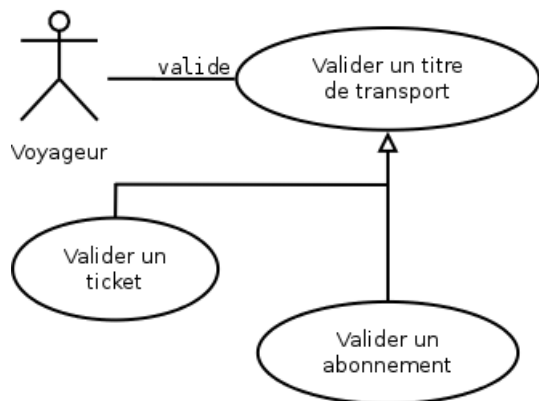 valide
Valider un titre
de transport
Voyageur
Valider un
ticket
Valider un
abonnement